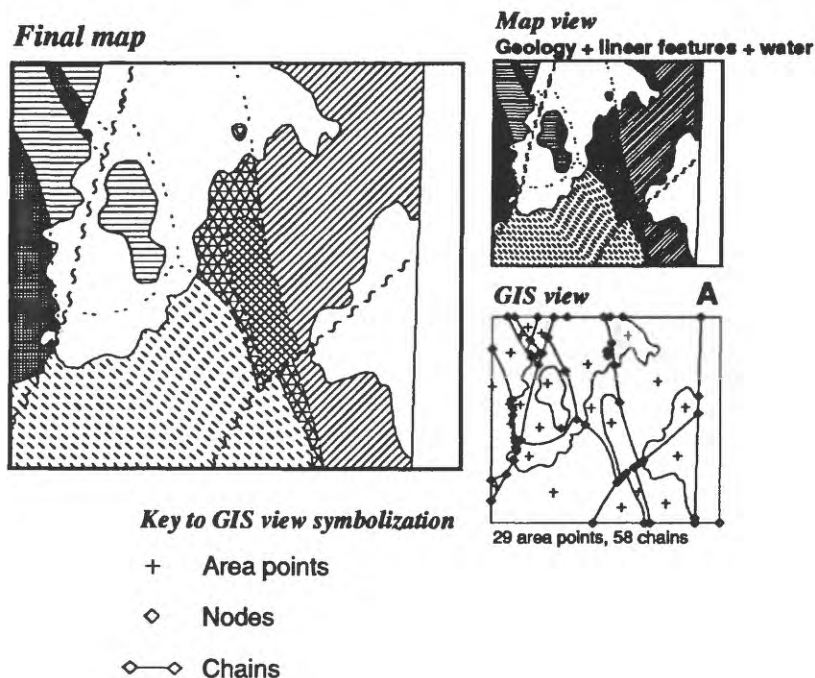 Final map
Map view
Geology + linear features + water
GIS view
A
29 area points, 58 chains
Key to GIS view symbolization
Area points
Nodes
Chains